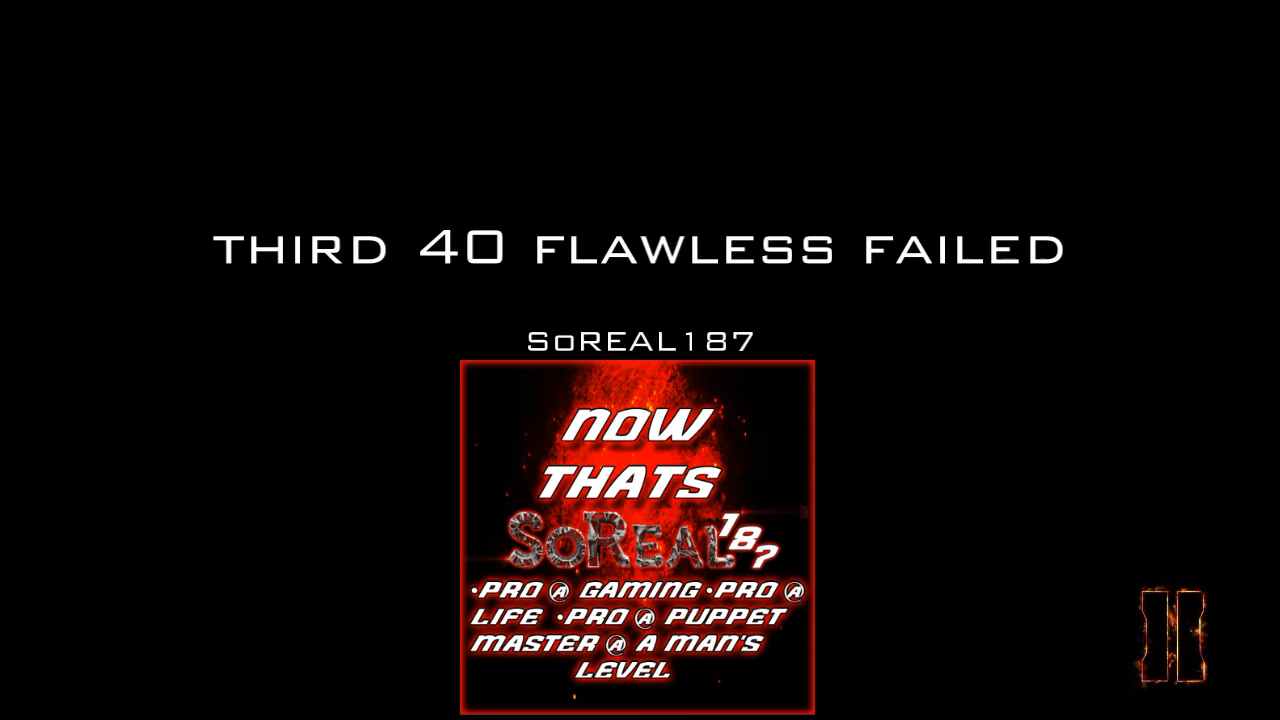 THIRD 40 FLAWLESS FAILED
SOREAL187
NOW
THATS
SOREAL187
•PRO @ GAMING •PRO @
LIFE •PRO @ PUPPET
MASTER @ A MAN'S
LEVEL